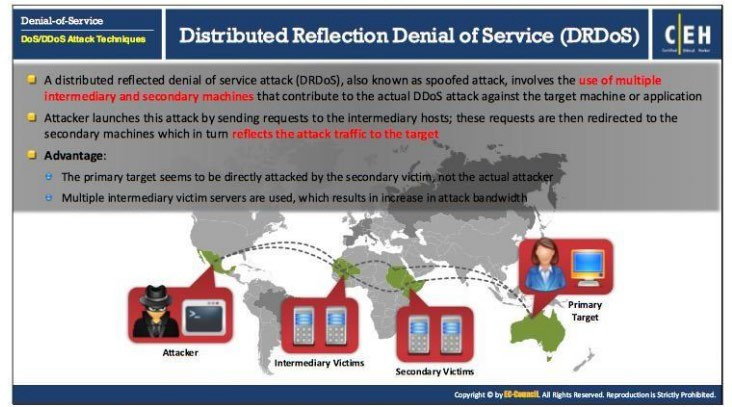 Denial-of-Service
DoS/DDoS Attack Techniques
Distributed Reflection Denial of Service (DRDoS)
C|EH
Certified Ethical Hacker
A distributed reflected denial of service attack (DRDoS), also known as spoofed attack, involves the use of multiple
intermediary and secondary machines that contribute to the actual DDoS attack against the target machine or application
Attacker launches this attack by sending requests to the intermediary hosts; these requests are then redirected to the
secondary machines which in turn reflects the attack traffic to the target
Advantage:
The primary target seems to be directly attacked by the secondary victim, not the actual attacker
Multiple intermediary victim servers are used, which results in increase in attack bandwidth
Attacker
Intermediary Victims
Secondary Victims
Primary
Target
Copyright © by EC-Council. All Rights Reserved. Reproduction is Strictly Prohibited.